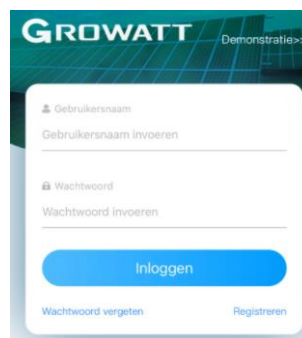 GROWATT
Demonstratie>>
Gebruikersnaam
Gebruikersnaam invoeren
Wachtwoord
Wachtwoord invoeren
Inloggen
Wachtwoord vergeten
Registreren